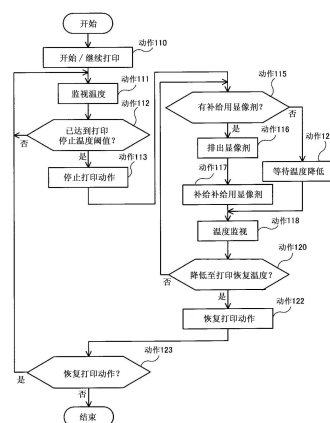 开始
动作110
开始／继续打印
动作111
监视温度
动作112
已达到打印
停止温度阈值？
否
是
动作113
停止打印动作
动作115
有补给用显像剂？
是
否
动作116
排出显像剂
动作12
等待温度降低
动作117
补给补给用显像剂
动作118
温度监视
动作120
降低至打印恢复温度？
否
是
动作122
恢复打印动作
动作123
恢复打印动作？
是
否
结束